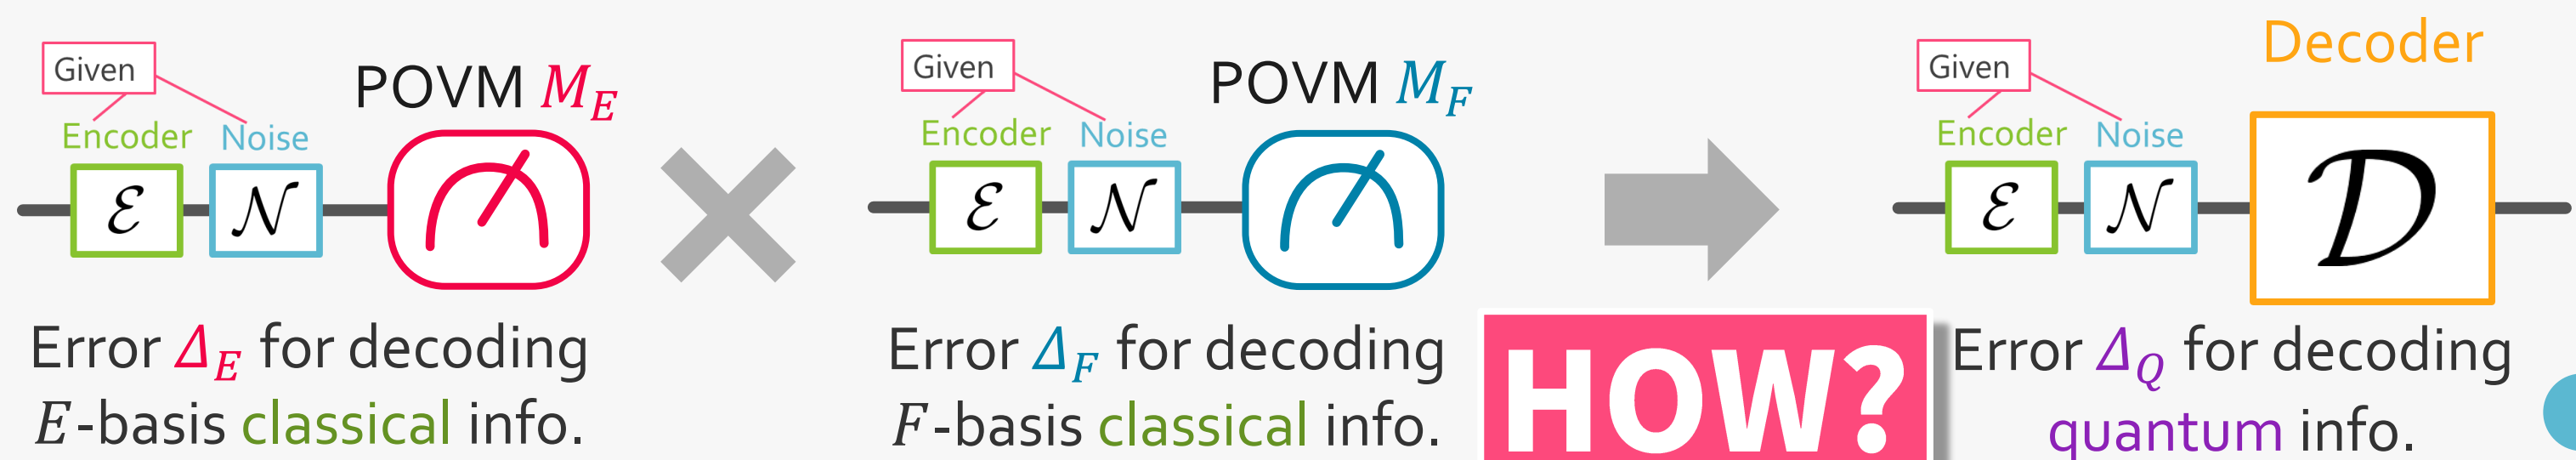 Given
POVM M_E
Encoder Noise
ℰ 𝒩
Error Δ_E for decoding
E-basis classical info.
Given
POVM M_F
Encoder Noise
ℰ 𝒩
Error Δ_F for decoding
F-basis classical info.
HOW?
Given
Decoder
Encoder Noise
ℰ 𝒩 𝒟
Error Δ_Q for decoding
quantum info.